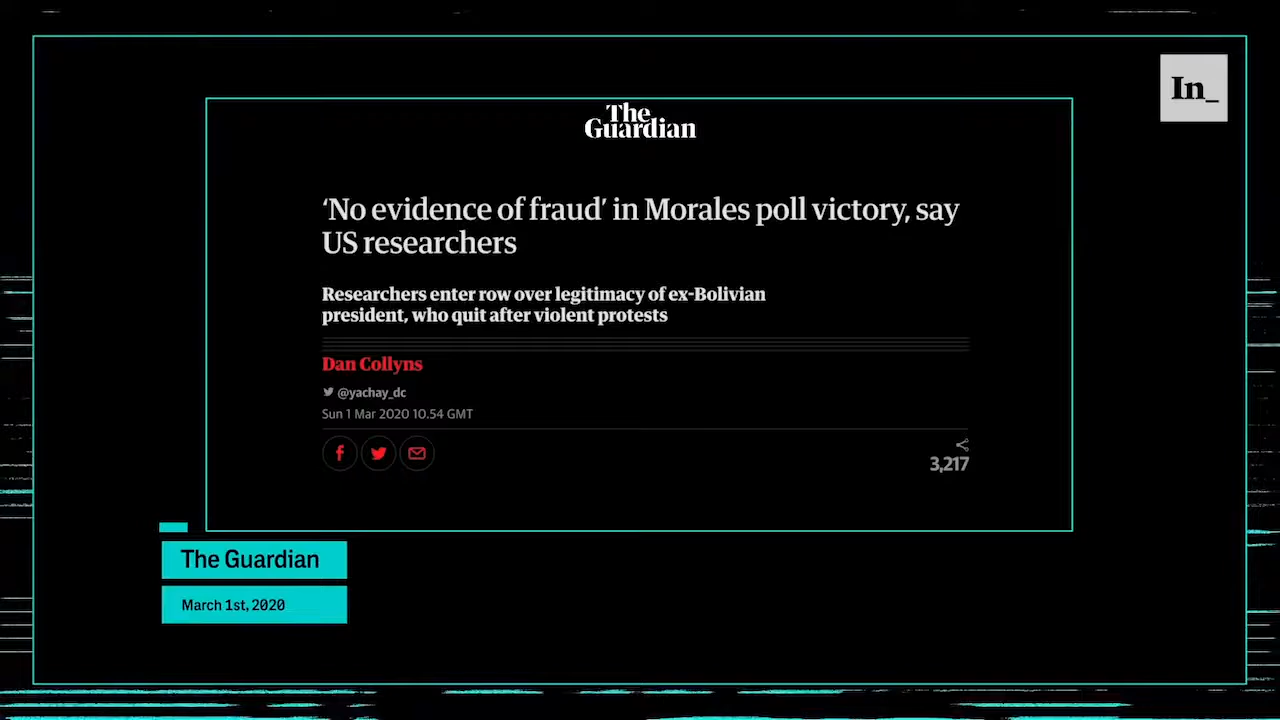 In_
The
Guardian
‘No evidence of fraud’ in Morales poll victory, say
US researchers
Researchers enter row over legitimacy of ex-Bolivian
president, who quit after violent protests
Dan Collyns
@yachay_dc
Sun 1 Mar 2020 10.54 GMT
3,217
The Guardian
March 1st, 2020